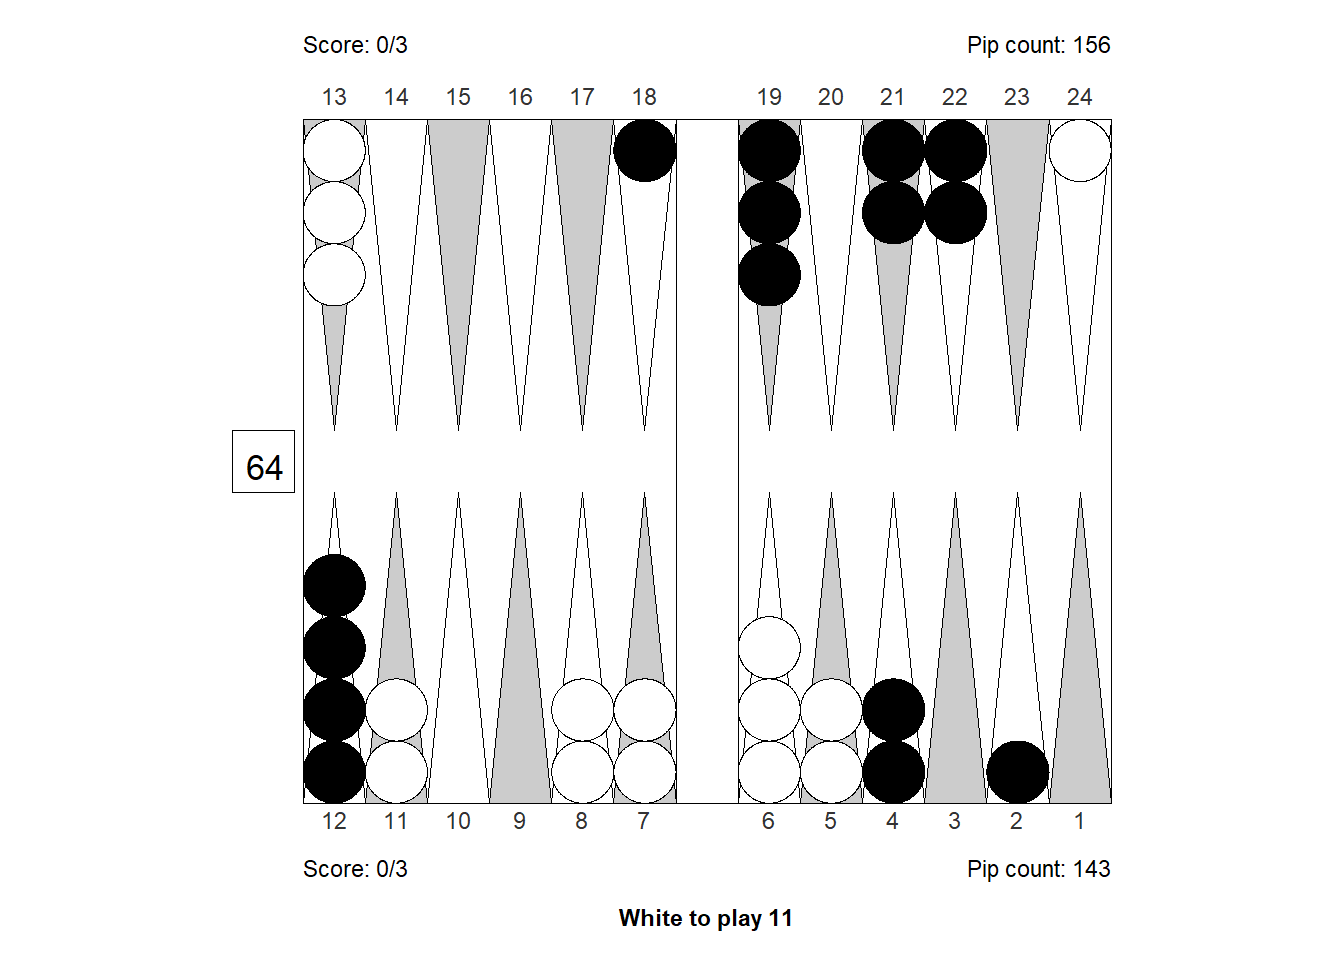 Score: 0/3 Pip count: 156
13 14 15 16 17 18 19 20 21 22 23 24
64
12 11 10 9 8 7 6 5 4 3 2 1
Score: 0/3 Pip count: 143
White to play 11